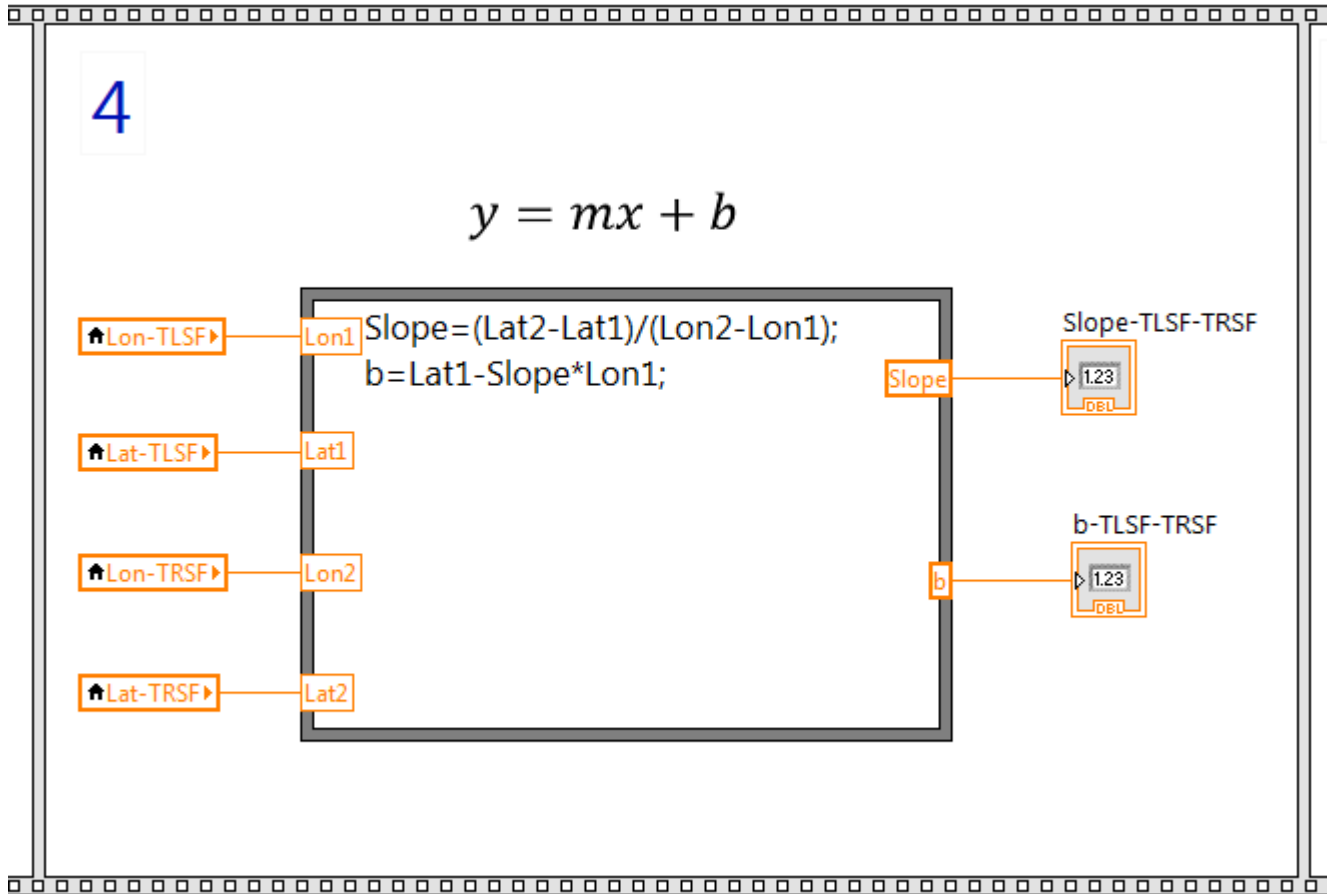 4
y = mx + b
Lon-TLSF
Lon1
Slope=(Lat2-Lat1)/(Lon2-Lon1);
b=Lat1-Slope*Lon1;
Slope
Slope-TLSF-TRSF
1.23
DBL
Lat-TLSF
Lat1
Lon-TRSF
Lon2
b
b-TLSF-TRSF
1.23
DBL
Lat-TRSF
Lat2